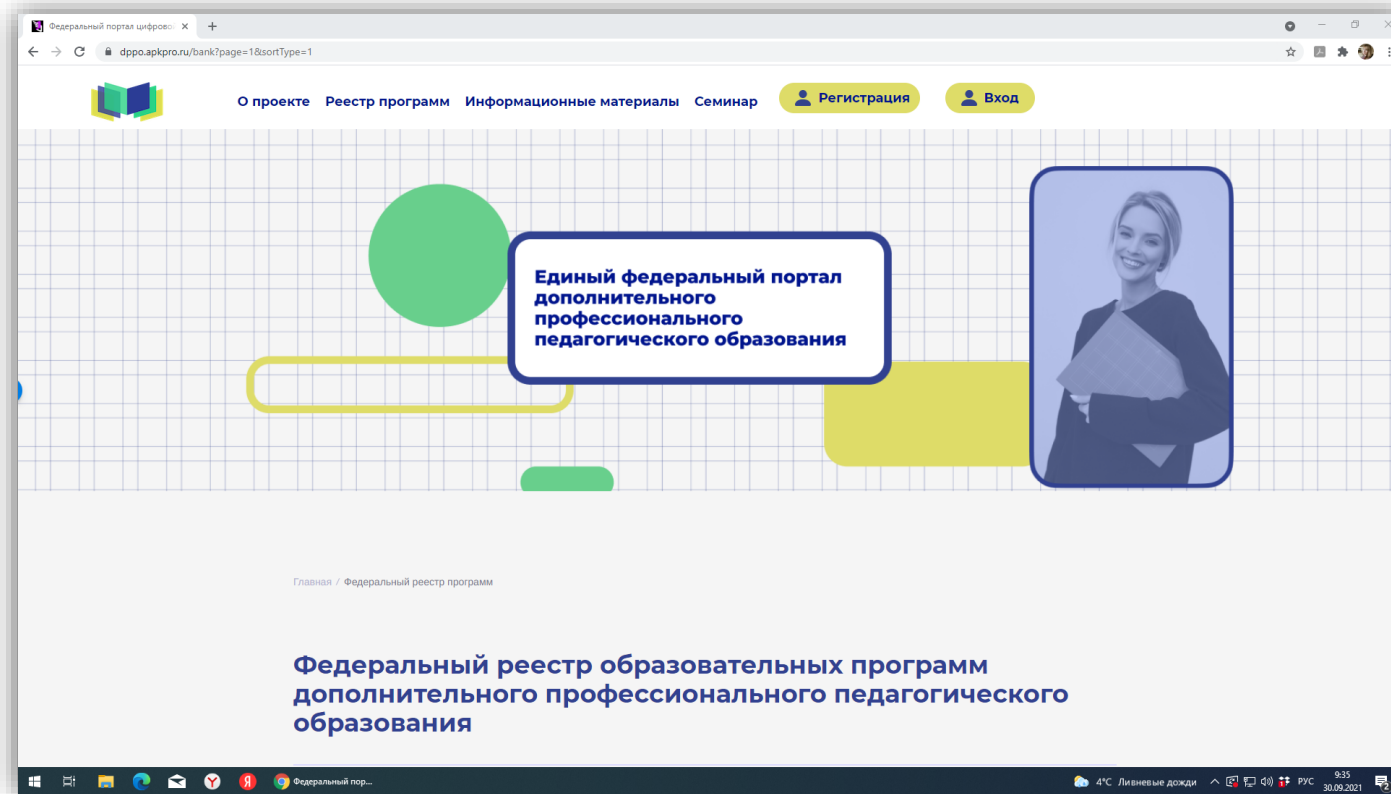 Федеральный портал цифрово
dppo.apkpro.ru/bank?page=1&sortType=1
О проекте Реестр программ Информационные материалы Семинар Регистрация Вход
Единый федеральный портал
дополнительного
профессионального
педагогического образования
Главная / Федеральный реестр программ
Федеральный реестр образовательных программ
дополнительного профессионального педагогического
образования
Федеральный пор...
4°C Ливневые дожди
РУС
9:35
30.09.2021